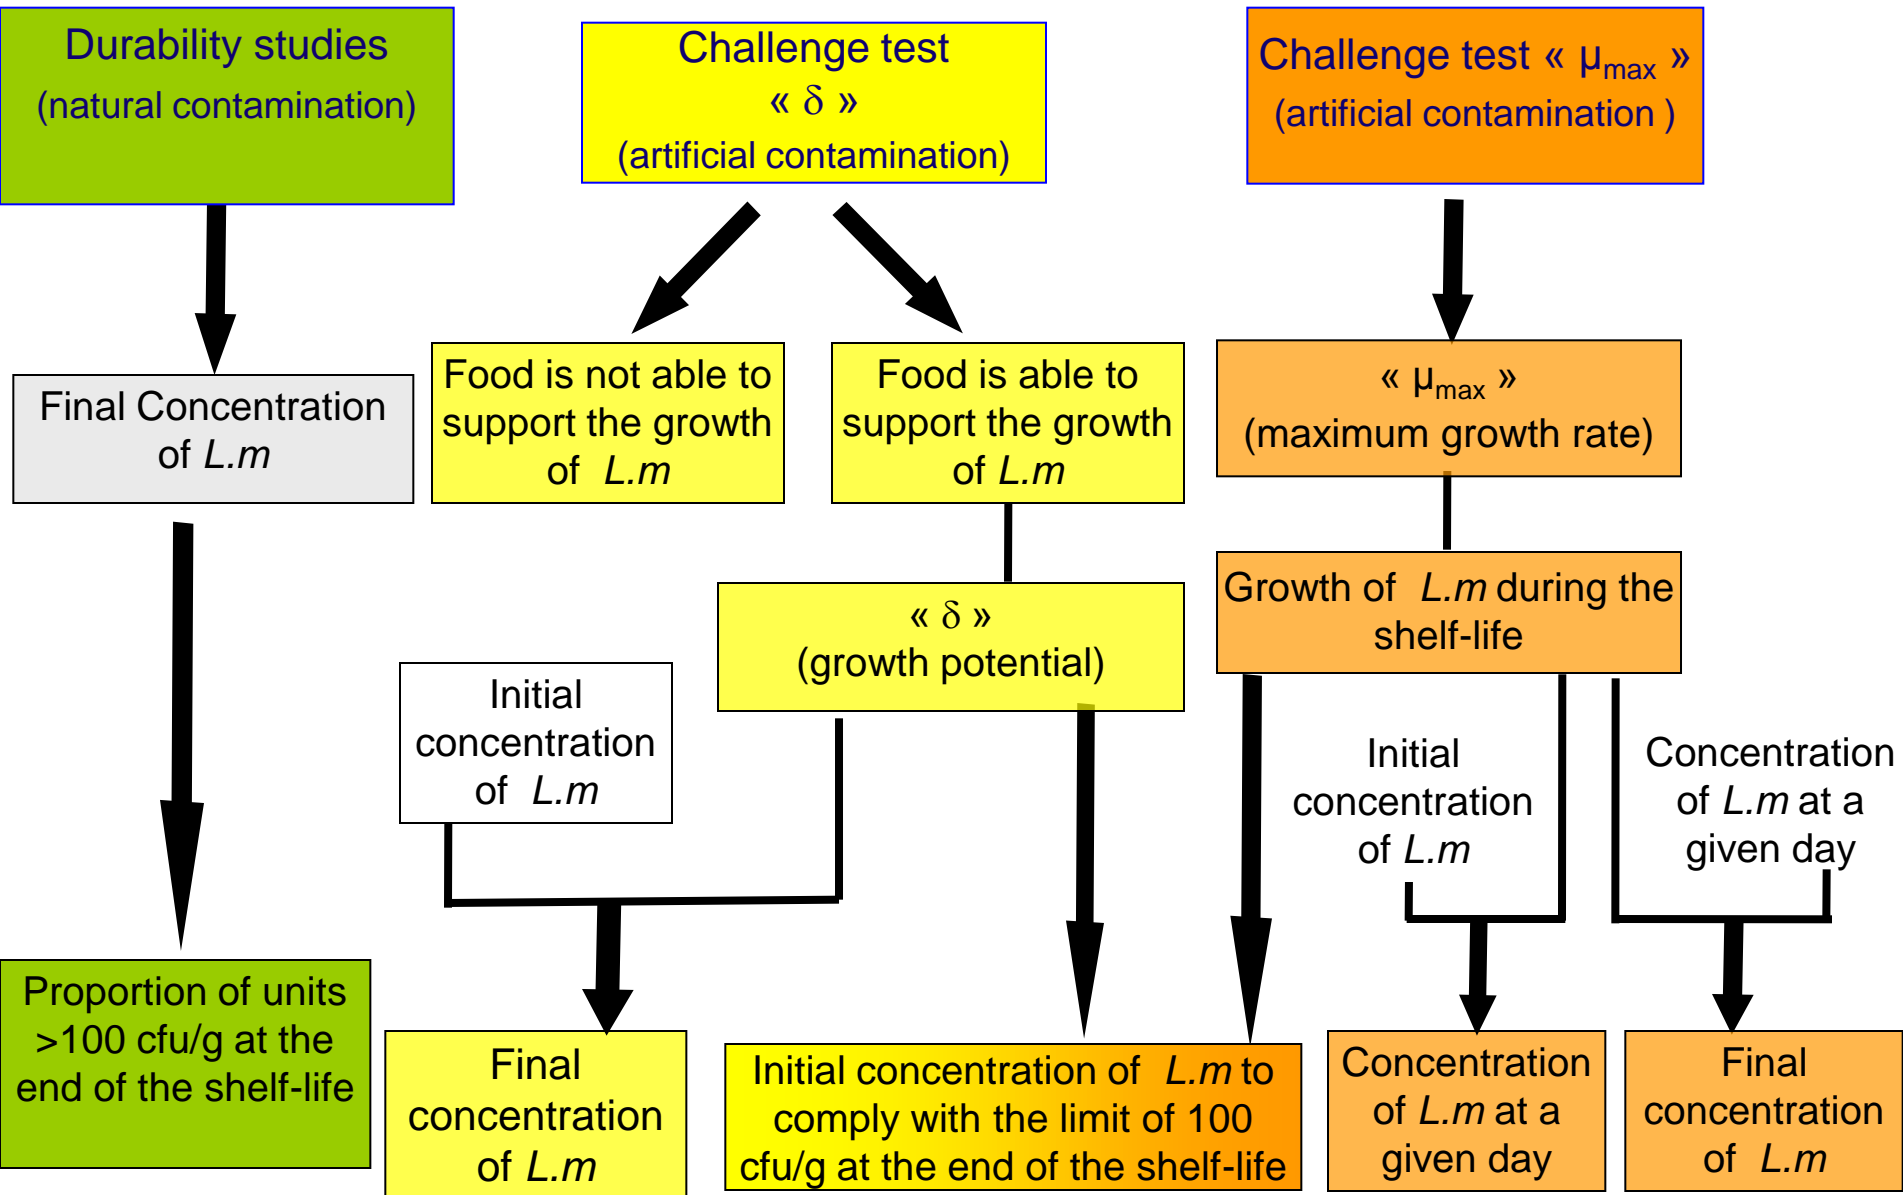 Durability studies
(natural contamination)
Challenge test
« δ »
(artificial contamination)
Challenge test « μmax »
(artificial contamination )
Final Concentration
of L.m
Food is not able to
support the growth
of L.m
Food is able to
support the growth
of L.m
« μmax »
(maximum growth rate)
« δ »
(growth potential)
Growth of L.m during the
shelf-life
Initial
concentration
of L.m
Initial
concentration
of L.m
Concentration
of L.m at a
given day
Proportion of units
>100 cfu/g at the
end of the shelf-life
Final
concentration
of L.m
Initial concentration of L.m to
comply with the limit of 100
cfu/g at the end of the shelf-life
Concentration
of L.m at a
given day
Final
concentration
of L.m